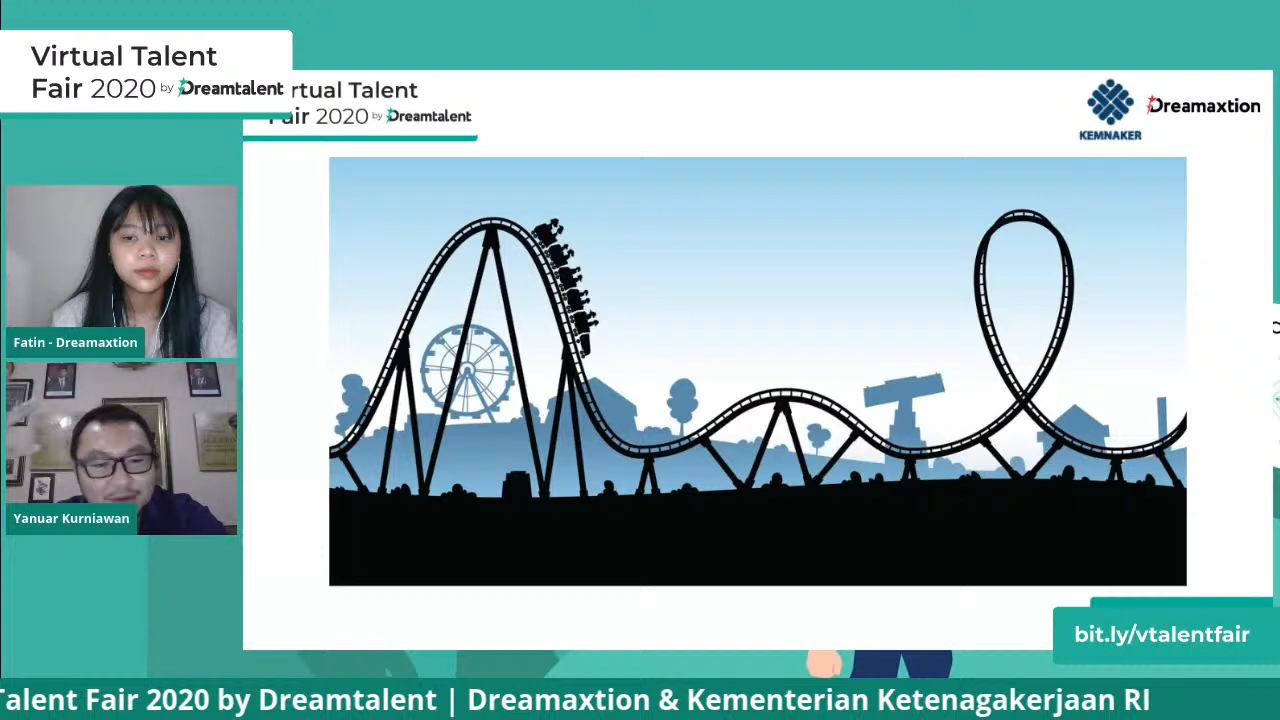 Virtual Talent
Fair 2020 by Dreamtalent
rtual Talent
Fair 2020 by Dreamtalent
KEMNAKER
Dreamaxtion
Fatin - Dreamaxtion
Yanuar Kurniawan
bit.ly/vtalentfair
Talent Fair 2020 by Dreamtalent | Dreamaxtion & Kementerian Ketenagakerjaan RI